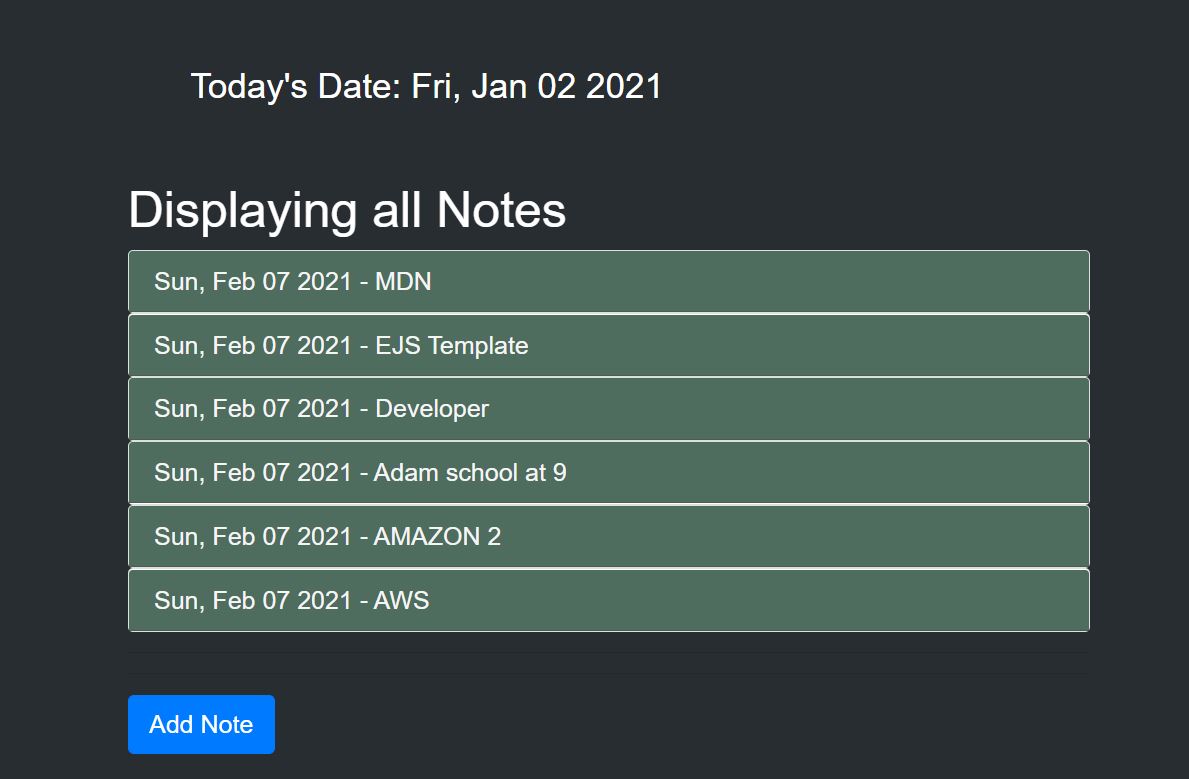 Today's Date: Fri, Jan 02 2021
Displaying all Notes
Sun, Feb 07 2021 - MDN
Sun, Feb 07 2021 - EJS Template
Sun, Feb 07 2021 - Developer
Sun, Feb 07 2021 - Adam school at 9
Sun, Feb 07 2021 - AMAZON 2
Sun, Feb 07 2021 - AWS
Add Note